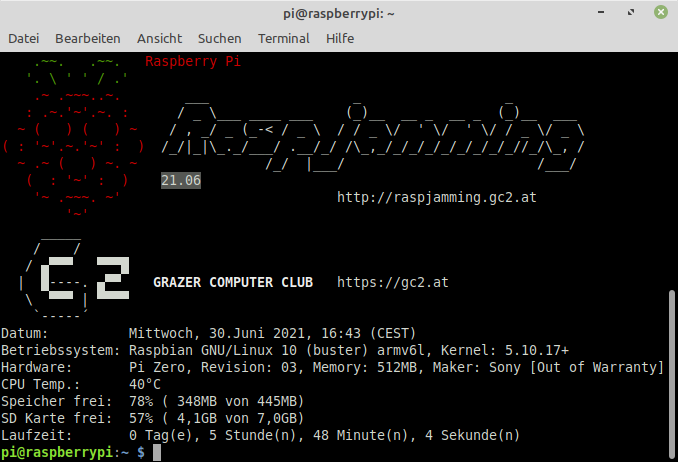 pi@raspberrypi: ~
Datei Bearbeiten Ansicht Suchen Terminal Hilfe
Raspberry Pi
RaspJamming
21.06
http://raspjamming.gc2.at
GC2
GRAZER COMPUTER CLUB https://gc2.at
Datum: Mittwoch, 30.Juni 2021, 16:43 (CEST)
Betriebssystem: Raspbian GNU/Linux 10 (buster) armv6l, Kernel: 5.10.17+
Hardware: Pi Zero, Revision: 03, Memory: 512MB, Maker: Sony [Out of Warranty]
CPU Temp.: 40°C
Speicher frei: 78% ( 348MB von 445MB)
SD Karte frei: 57% ( 4,1GB von 7,0GB)
Laufzeit: 0 Tag(e), 5 Stunde(n), 48 Minute(n), 4 Sekunde(n)
pi@raspberrypi:~ $